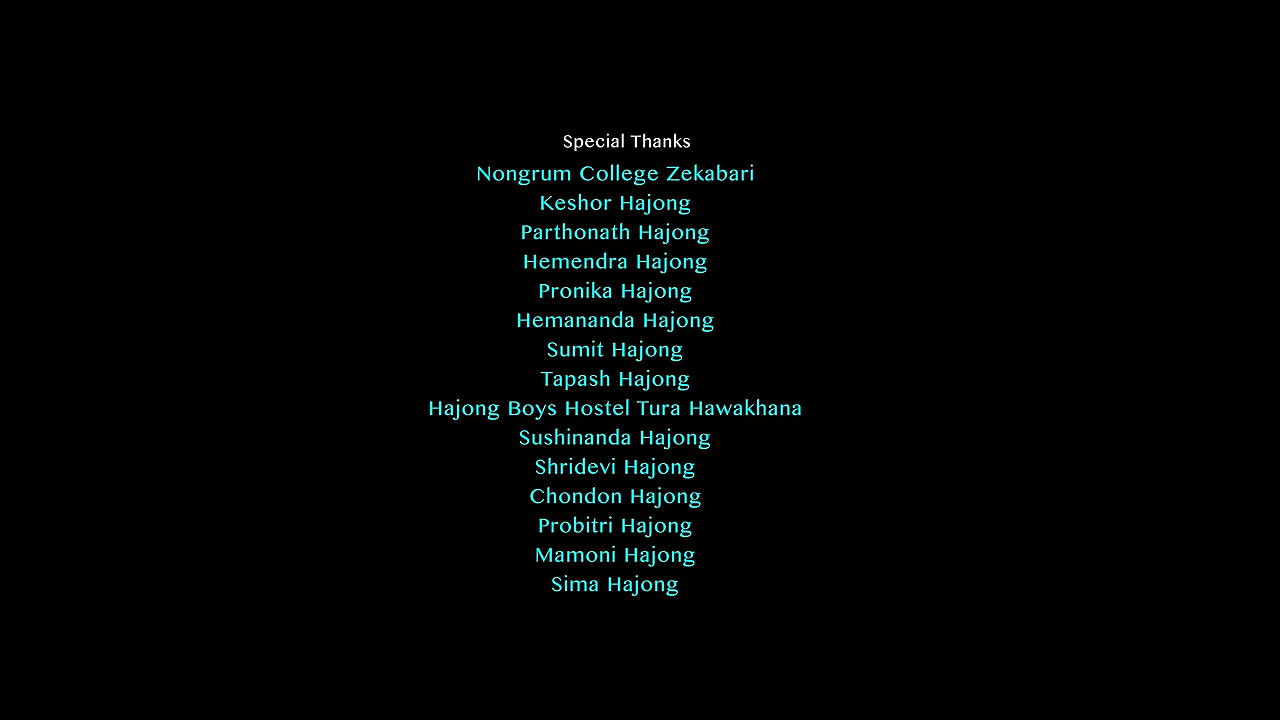 Special Thanks
Nongrum College Zekabari
Keshor Hajong
Parthonath Hajong
Hemendra Hajong
Pronika Hajong
Hemananda Hajong
Sumit Hajong
Tapash Hajong
Hajong Boys Hostel Tura Hawakhana
Sushinanda Hajong
Shridevi Hajong
Chondon Hajong
Probitri Hajong
Mamoni Hajong
Sima Hajong